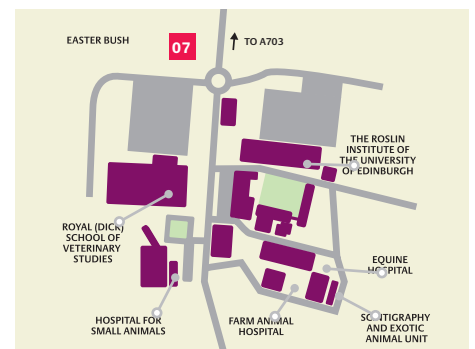 EASTER BUSH
07
TO A703
THE ROSLIN
INSTITUTE OF
THE UNIVERSITY
OF EDINBURGH
ROYAL (DICK)
SCHOOL OF
VETERINARY
STUDIES
EQUINE
HOSPITAL
HOSPITAL FOR
SMALL ANIMALS
FARM ANIMAL
HOSPITAL
SCINTIGRAPHY
AND EXOTIC
ANIMAL UNIT